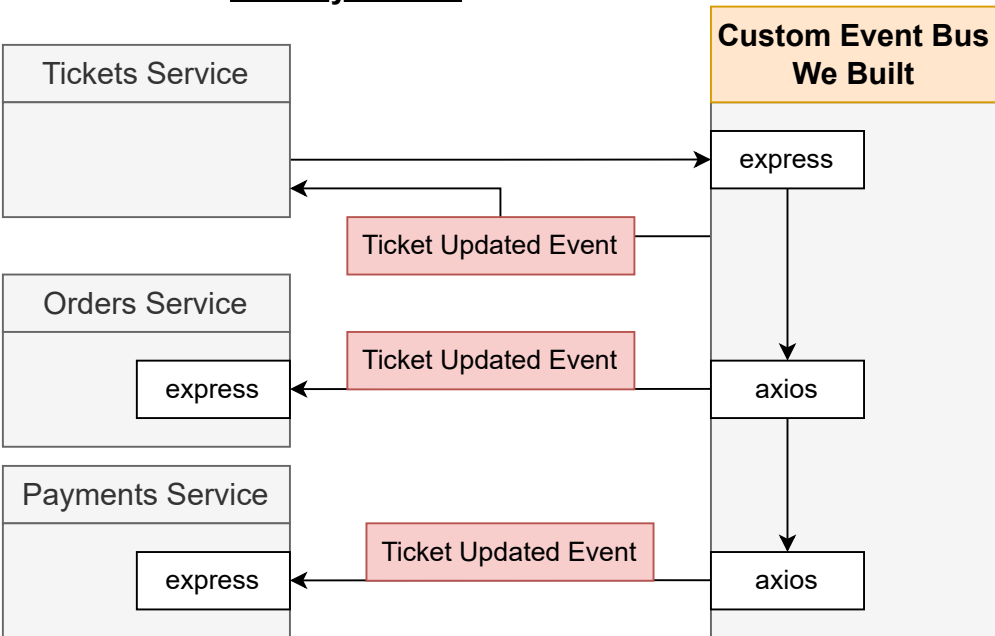 Custom Event Bus
We Built
Tickets Service
express
Ticket Updated Event
Orders Service
Ticket Updated Event
express
axios
Payments Service
Ticket Updated Event
express
axios